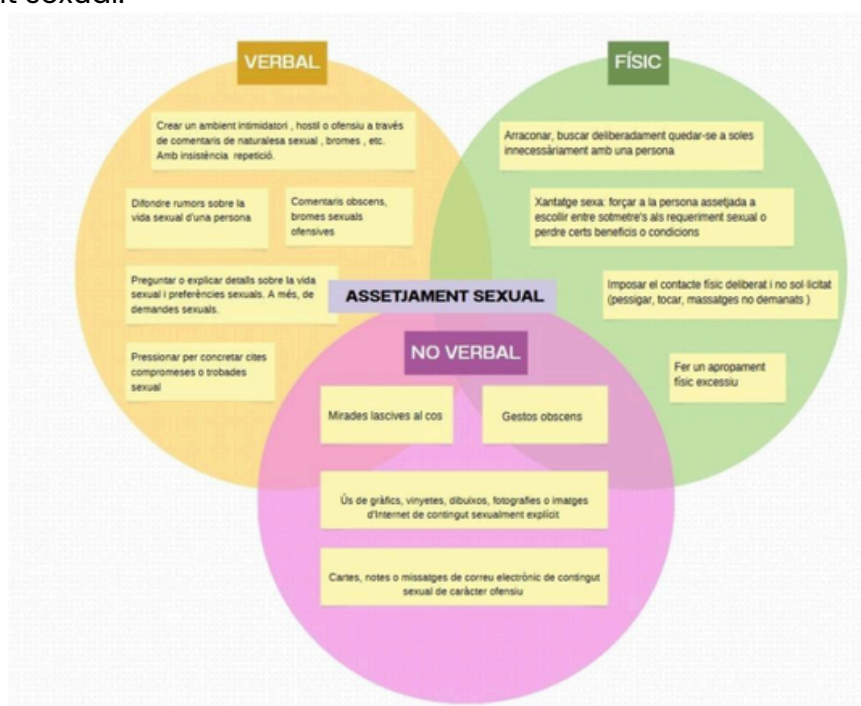 VERBAL
Crear un ambient intimidatori , hostil o ofensiu a través
de comentaris de naturalesa sexual , bromes , etc.
Amb insistència repetició.
Difondre rumors sobre la
vida sexual d'una persona
Comentaris obscens,
bromes sexuals
ofensives
Preguntar o explicar detalls sobre la vida
sexual i preferències sexuals. A més, de
demandes sexuals.
Pressionar per concretar cites
compromeses o trobades
sexual
FÍSIC
Arraconar, buscar deliberadament quedar-se a soles
innecessàriament amb una persona
Xantatge sexa: forçar a la persona assetjada a
escollir entre sotmetre's als requeriment sexual o
perdre certs beneficis o condicions
Imposar el contacte físic deliberat i no sol·licitat
(pessigar, tocar, massatges no demanats )
Fer un apropament
físic excessiu
ASSETJAMENT SEXUAL
NO VERBAL
Mirades lascives al cos
Gestos obscens
Ús de gràfics, vinyetes, dibuixos, fotografies o imatges
d'Internet de contingut sexualment explícit
Cartes, notes o missatges de correu electrònic de contingut
sexual de caràcter ofensiu